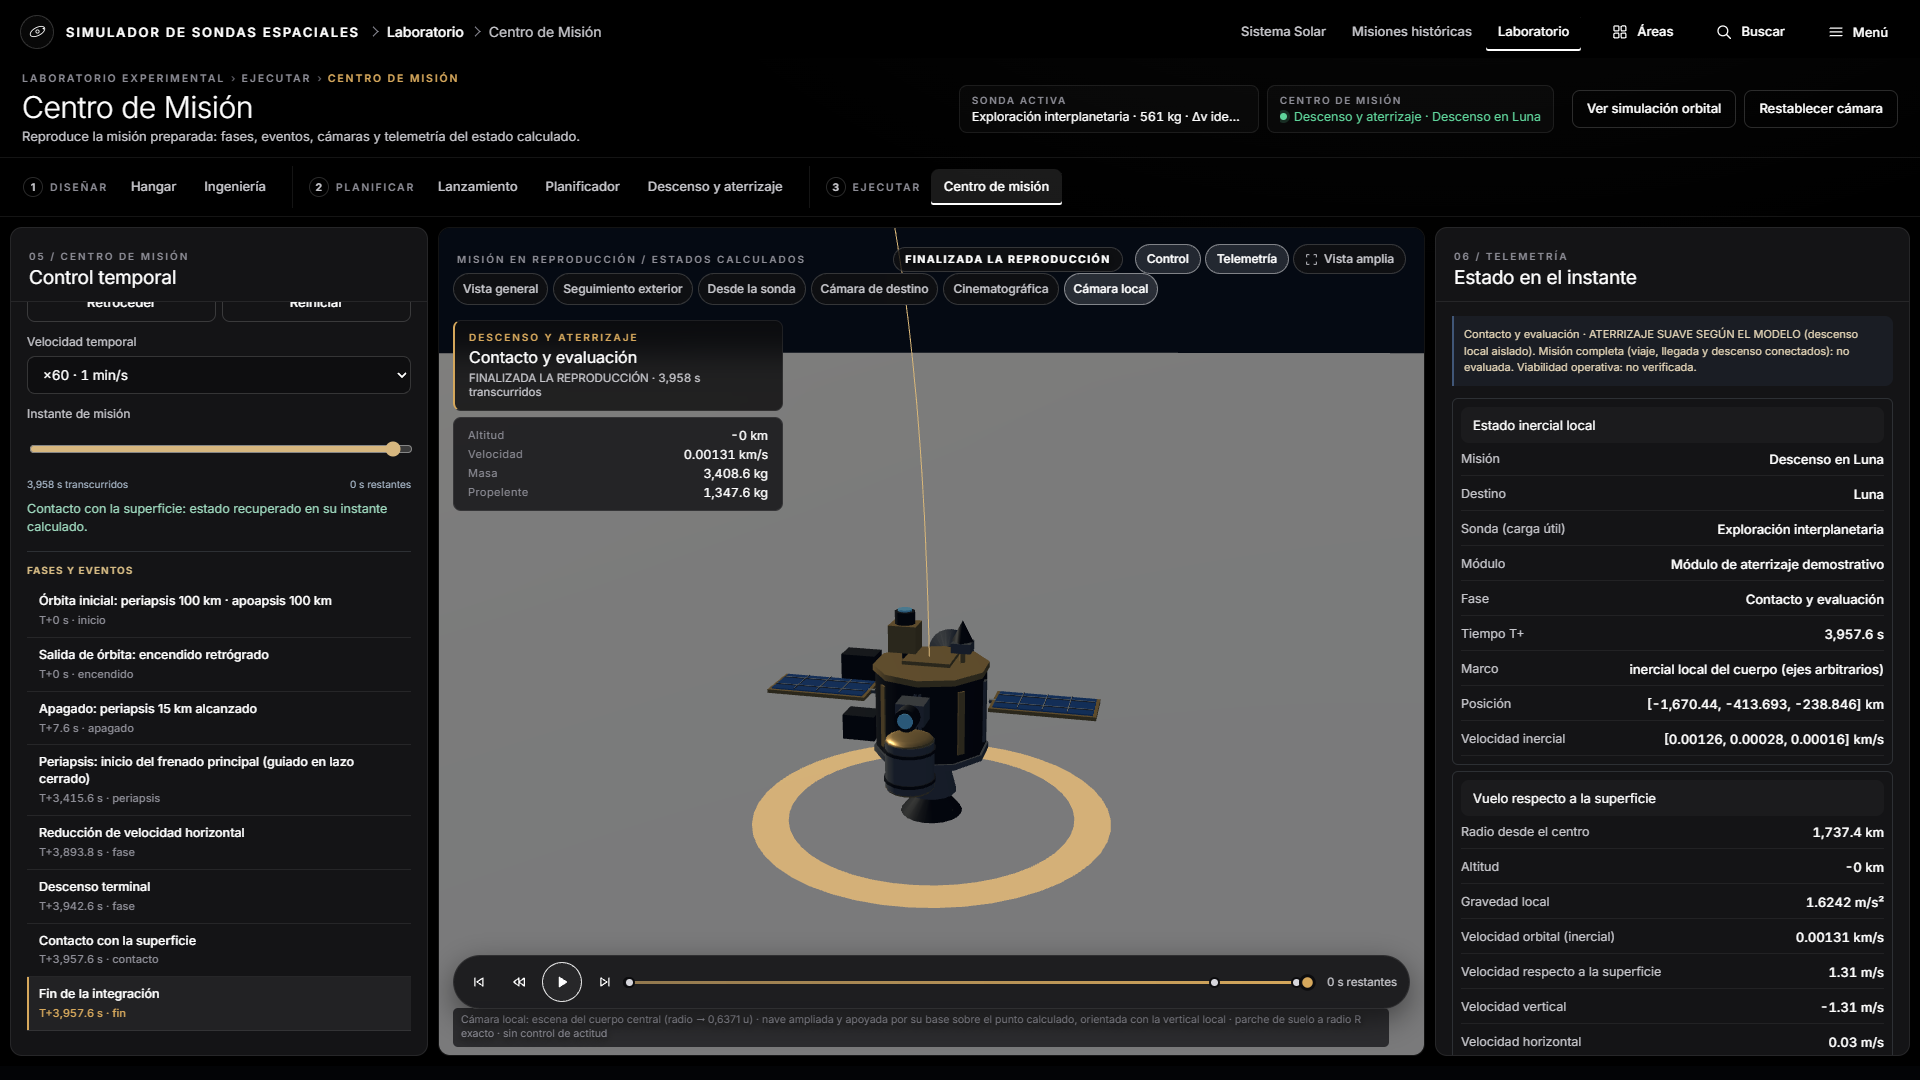 SIMULADOR DE SONDAS ESPACIALES > Laboratorio > Centro de Misión
Sistema Solar
Misiones históricas
Laboratorio
Áreas
Buscar
Menú
LABORATORIO EXPERIMENTAL › EJECUTAR › CENTRO DE MISIÓN
Centro de Misión
Reproduce la misión preparada: fases, eventos, cámaras y telemetría del estado calculado.
SONDA ACTIVA
Exploración interplanetaria · 561 kg · Δv ide...
CENTRO DE MISIÓN
Descenso y aterrizaje · Descenso en Luna
Ver simulación orbital
Restablecer cámara
1 DISEÑAR
Hangar
Ingeniería
2 PLANIFICAR
Lanzamiento
Planificador
Descenso y aterrizaje
3 EJECUTAR
Centro de misión
05 / CENTRO DE MISIÓN
Control temporal
Retroceder
Reiniciar
Velocidad temporal
×60 · 1 min/s
Instante de misión
3,958 s transcurridos
0 s restantes
Contacto con la superficie: estado recuperado en su instante
calculado.
FASES Y EVENTOS
Órbita inicial: periapsis 100 km · apoapsis 100 km
T+0 s · inicio
Salida de órbita: encendido retrógrado
T+0 s · encendido
Apagado: periapsis 15 km alcanzado
T+7.6 s · apagado
Periapsis: inicio del frenado principal (guiado en lazo
cerrado)
T+3,415.6 s · periapsis
Reducción de velocidad horizontal
T+3,893.8 s · fase
Descenso terminal
T+3,942.6 s · fase
Contacto con la superficie
T+3,957.6 s · contacto
Fin de la integración
T+3,957.6 s · fin
MISIÓN EN REPRODUCCIÓN / ESTADOS CALCULADOS
FINALIZADA LA REPRODUCCIÓN
Control
Telemetría
Vista amplia
Vista general
Seguimiento exterior
Desde la sonda
Cámara de destino
Cinematográfica
Cámara local
DESCENSO Y ATERRIZAJE
Contacto y evaluación
FINALIZADA LA REPRODUCCIÓN · 3,958 s
transcurridos
Altitud -0 km
Velocidad 0.00131 km/s
Masa 3,408.6 kg
Propelente 1,347.6 kg
0 s restantes
Cámara local: escena del cuerpo central (radio → 0,6371 u) · nave ampliada y apoyada por su base sobre el punto calculado, orientada con la vertical local · parche de suelo a radio R
exacto · sin control de actitud
06 / TELEMETRÍA
Estado en el instante
Contacto y evaluación · ATERRIZAJE SUAVE SEGÚN EL MODELO (descenso
local aislado). Misión completa (viaje, llegada y descenso conectados): no
evaluada. Viabilidad operativa: no verificada.
Estado inercial local
Misión Descenso en Luna
Destino Luna
Sonda (carga útil) Exploración interplanetaria
Módulo Módulo de aterrizaje demostrativo
Fase Contacto y evaluación
Tiempo T+ 3,957.6 s
Marco inercial local del cuerpo (ejes arbitrarios)
Posición [-1,670.44, -413.693, -238.846] km
Velocidad inercial [0.00126, 0.00028, 0.00016] km/s
Vuelo respecto a la superficie
Radio desde el centro 1,737.4 km
Altitud -0 km
Gravedad local 1.6242 m/s²
Velocidad orbital (inercial) 0.00131 km/s
Velocidad respecto a la superficie 1.31 m/s
Velocidad vertical -1.31 m/s
Velocidad horizontal 0.03 m/s